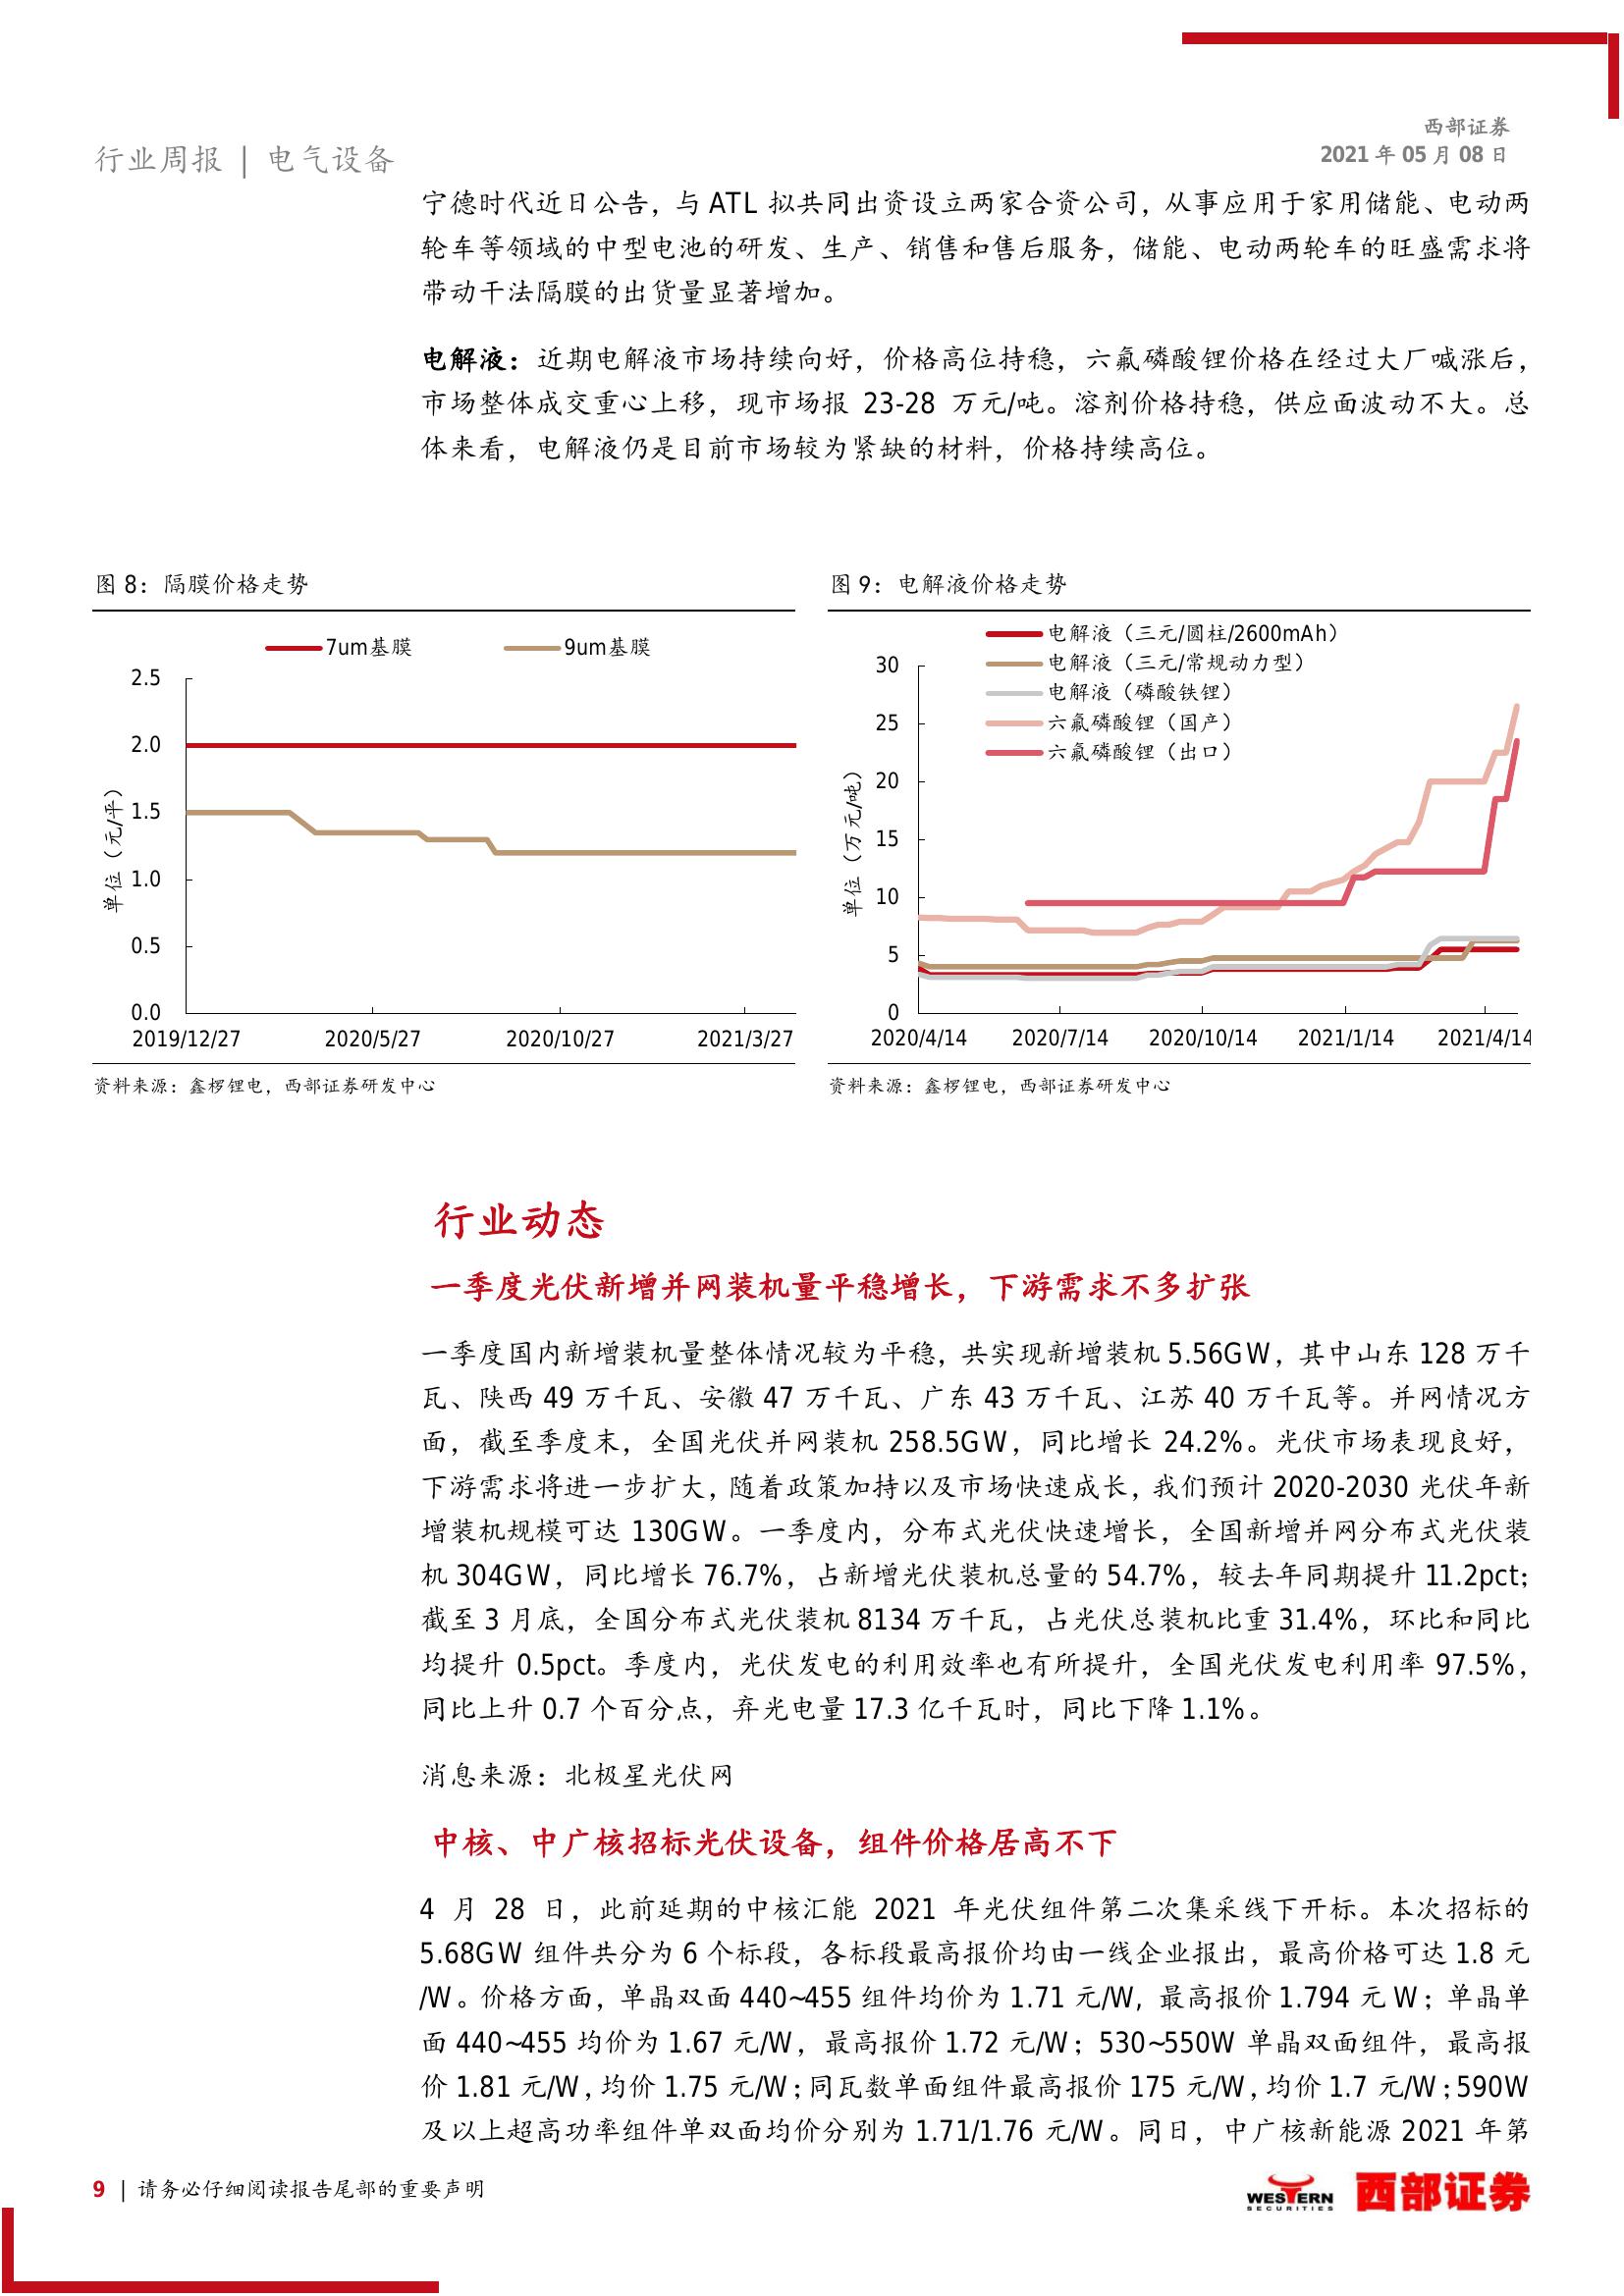 西部证券
行业周报 | 电气设备
2021 年 05 月 08 日
宁德时代近日公告，与 ATL 拟共同出资设立两家合资公司，从事应用于家用储能、电动两
轮车等领域的中型电池的研发、生产、销售和售后服务，储能、电动两轮车的旺盛需求将
带动干法隔膜的出货量显著增加。
电解液：近期电解液市场持续向好，价格高位持稳，六氟磷酸锂价格在经过大厂喊涨后，
市场整体成交重心上移，现市场报 23-28 万元/吨。溶剂价格持稳，供应面波动不大。总
体来看，电解液仍是目前市场较为紧缺的材料，价格持续高位。
图 8：隔膜价格走势
7um基膜
9um基膜
单位（元/平）
2.5
2.0
1.5
1.0
0.5
0.0
2019/12/27
2020/5/27
2020/10/27
2021/3/27
资料来源：鑫椤锂电，西部证券研发中心
图 9：电解液价格走势
电解液（三元/圆柱/2600mAh）
电解液（三元/常规动力型）
电解液（磷酸铁锂）
六氟磷酸锂（国产）
六氟磷酸锂（出口）
单位（万元/吨）
30
25
20
15
10
5
0
2020/4/14
2020/7/14
2020/10/14
2021/1/14
2021/4/14
资料来源：鑫椤锂电，西部证券研发中心
行业动态
一季度光伏新增并网装机量平稳增长，下游需求不多扩张
一季度国内新增装机量整体情况较为平稳，共实现新增装机 5.56GW，其中山东 128 万千
瓦、陕西 49 万千瓦、安徽 47 万千瓦、广东 43 万千瓦、江苏 40 万千瓦等。并网情况方
面，截至季度末，全国光伏并网装机 258.5GW，同比增长 24.2%。光伏市场表现良好，
下游需求将进一步扩大，随着政策加持以及市场快速成长，我们预计 2020-2030 光伏年新
增装机规模可达 130GW。一季度内，分布式光伏快速增长，全国新增并网分布式光伏装
机 304GW，同比增长 76.7%，占新增光伏装机总量的 54.7%，较去年同期提升 11.2pct；
截至 3 月底，全国分布式光伏装机 8134 万千瓦，占光伏总装机比重 31.4%，环比和同比
均提升 0.5pct。季度内，光伏发电的利用效率也有所提升，全国光伏发电利用率 97.5%，
同比上升 0.7 个百分点，弃光电量 17.3 亿千瓦时，同比下降 1.1%。
消息来源：北极星光伏网
中核、中广核招标光伏设备，组件价格居高不下
4 月 28 日，此前延期的中核汇能 2021 年光伏组件第二次集采线下开标。本次招标的
5.68GW 组件共分为 6 个标段，各标段最高报价均由一线企业报出，最高价格可达 1.8 元
/W。价格方面，单晶双面 440~455 组件均价为 1.71 元/W，最高报价 1.794 元 W；单晶单
面 440~455 均价为 1.67 元/W，最高报价 1.72 元/W；530~550W 单晶双面组件，最高报
价 1.81 元/W，均价 1.75 元/W；同瓦数单面组件最高报价 175 元/W，均价 1.7 元/W；590W
及以上超高功率组件单双面均价分别为 1.71/1.76 元/W。同日，中广核新能源 2021 年第
9 | 请务必仔细阅读报告尾部的重要声明
WESTERN
SECURITIES
西部证券